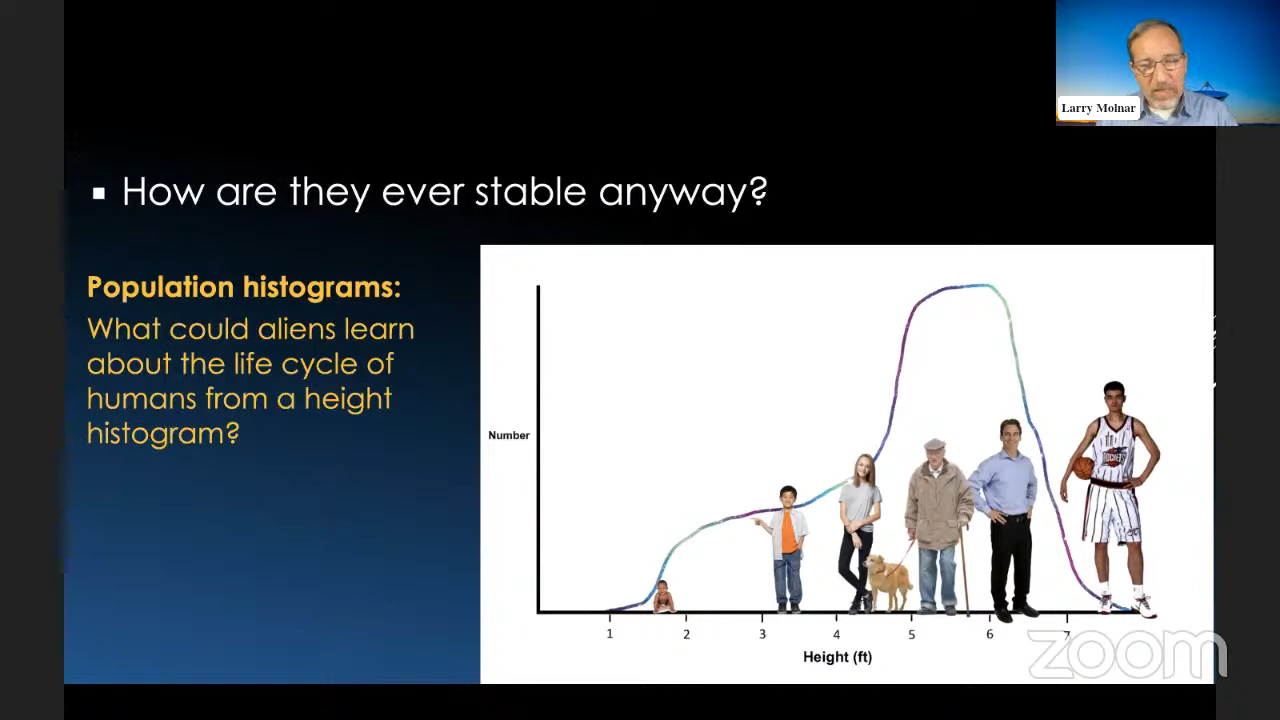 Larry Molnar
▪ How are they ever stable anyway?
Population histograms:
What could aliens learn
about the life cycle of
humans from a height
histogram?
Number
ROCKETS
1 2 3 4 5 6 7
Height (ft)
zoom